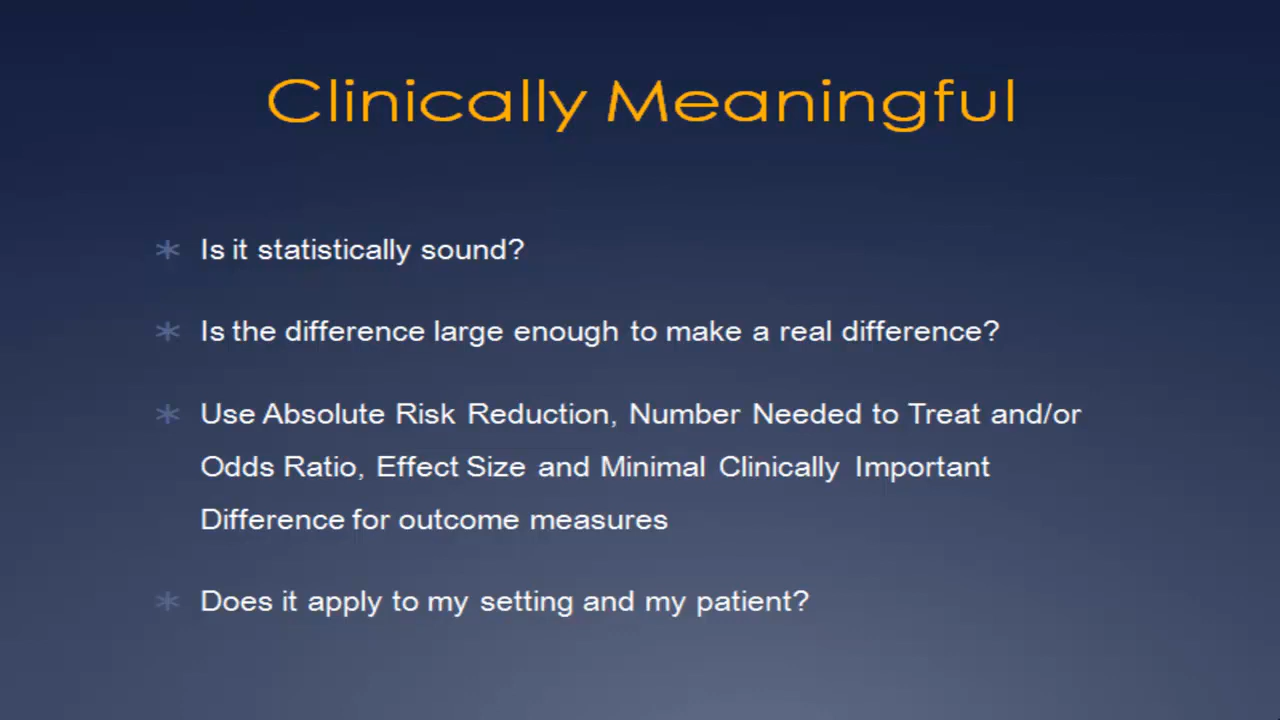 Clinically Meaningful
Is it statistically sound?
Is the difference large enough to make a real difference?
Use Absolute Risk Reduction, Number Needed to Treat and/or
Odds Ratio, Effect Size and Minimal Clinically Important
Difference for outcome measures
Does it apply to my setting and my patient?